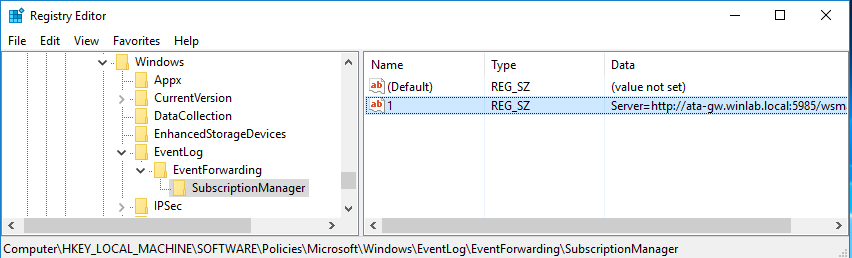 Registry Editor
File Edit View Favorites Help
Windows
Appx
CurrentVersion
DataCollection
EnhancedStorageDevices
EventLog
EventForwarding
SubscriptionManager
IPSec
Name Type Data
(Default) REG_SZ (value not set)
1 REG_SZ Server=http://ata-gw.winlab.local:5985/wsma
Computer\HKEY_LOCAL_MACHINE\SOFTWARE\Policies\Microsoft\Windows\EventLog\EventForwarding\SubscriptionManager